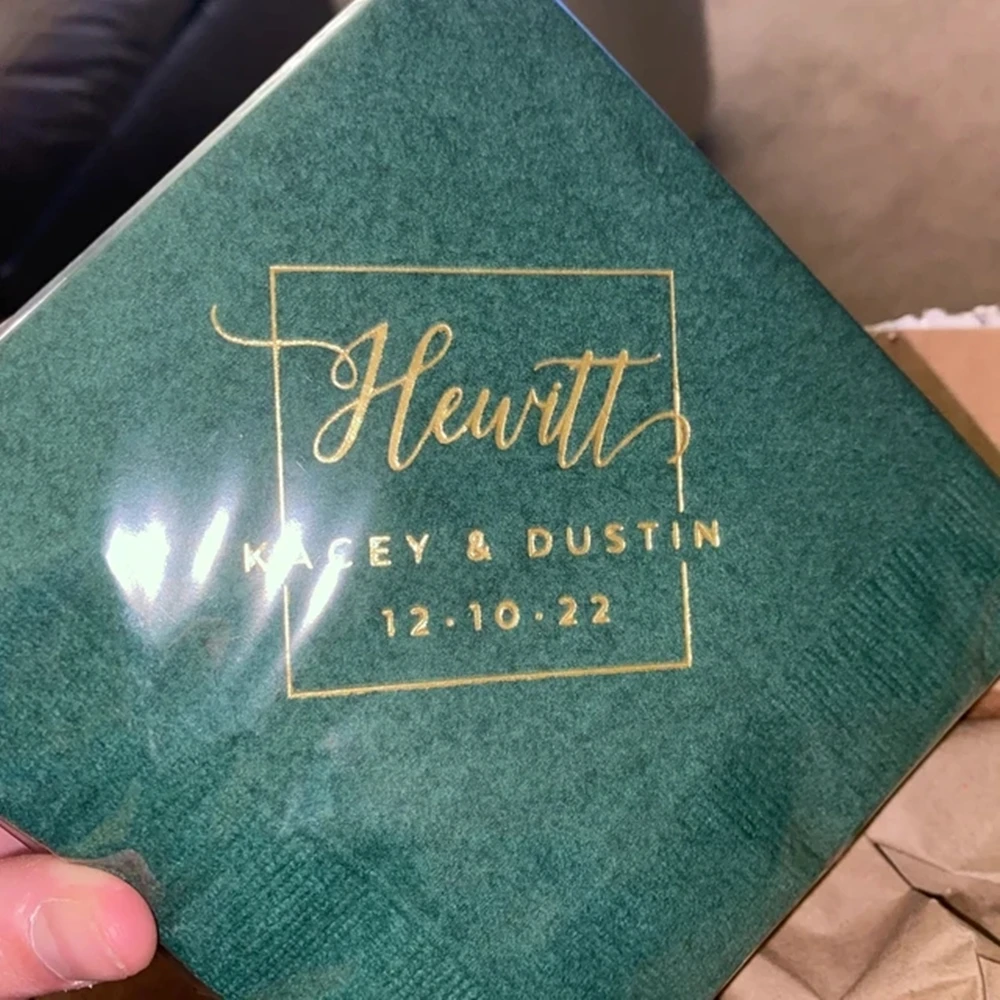 Hewitt
KACEY & DUSTIN
12·10·22